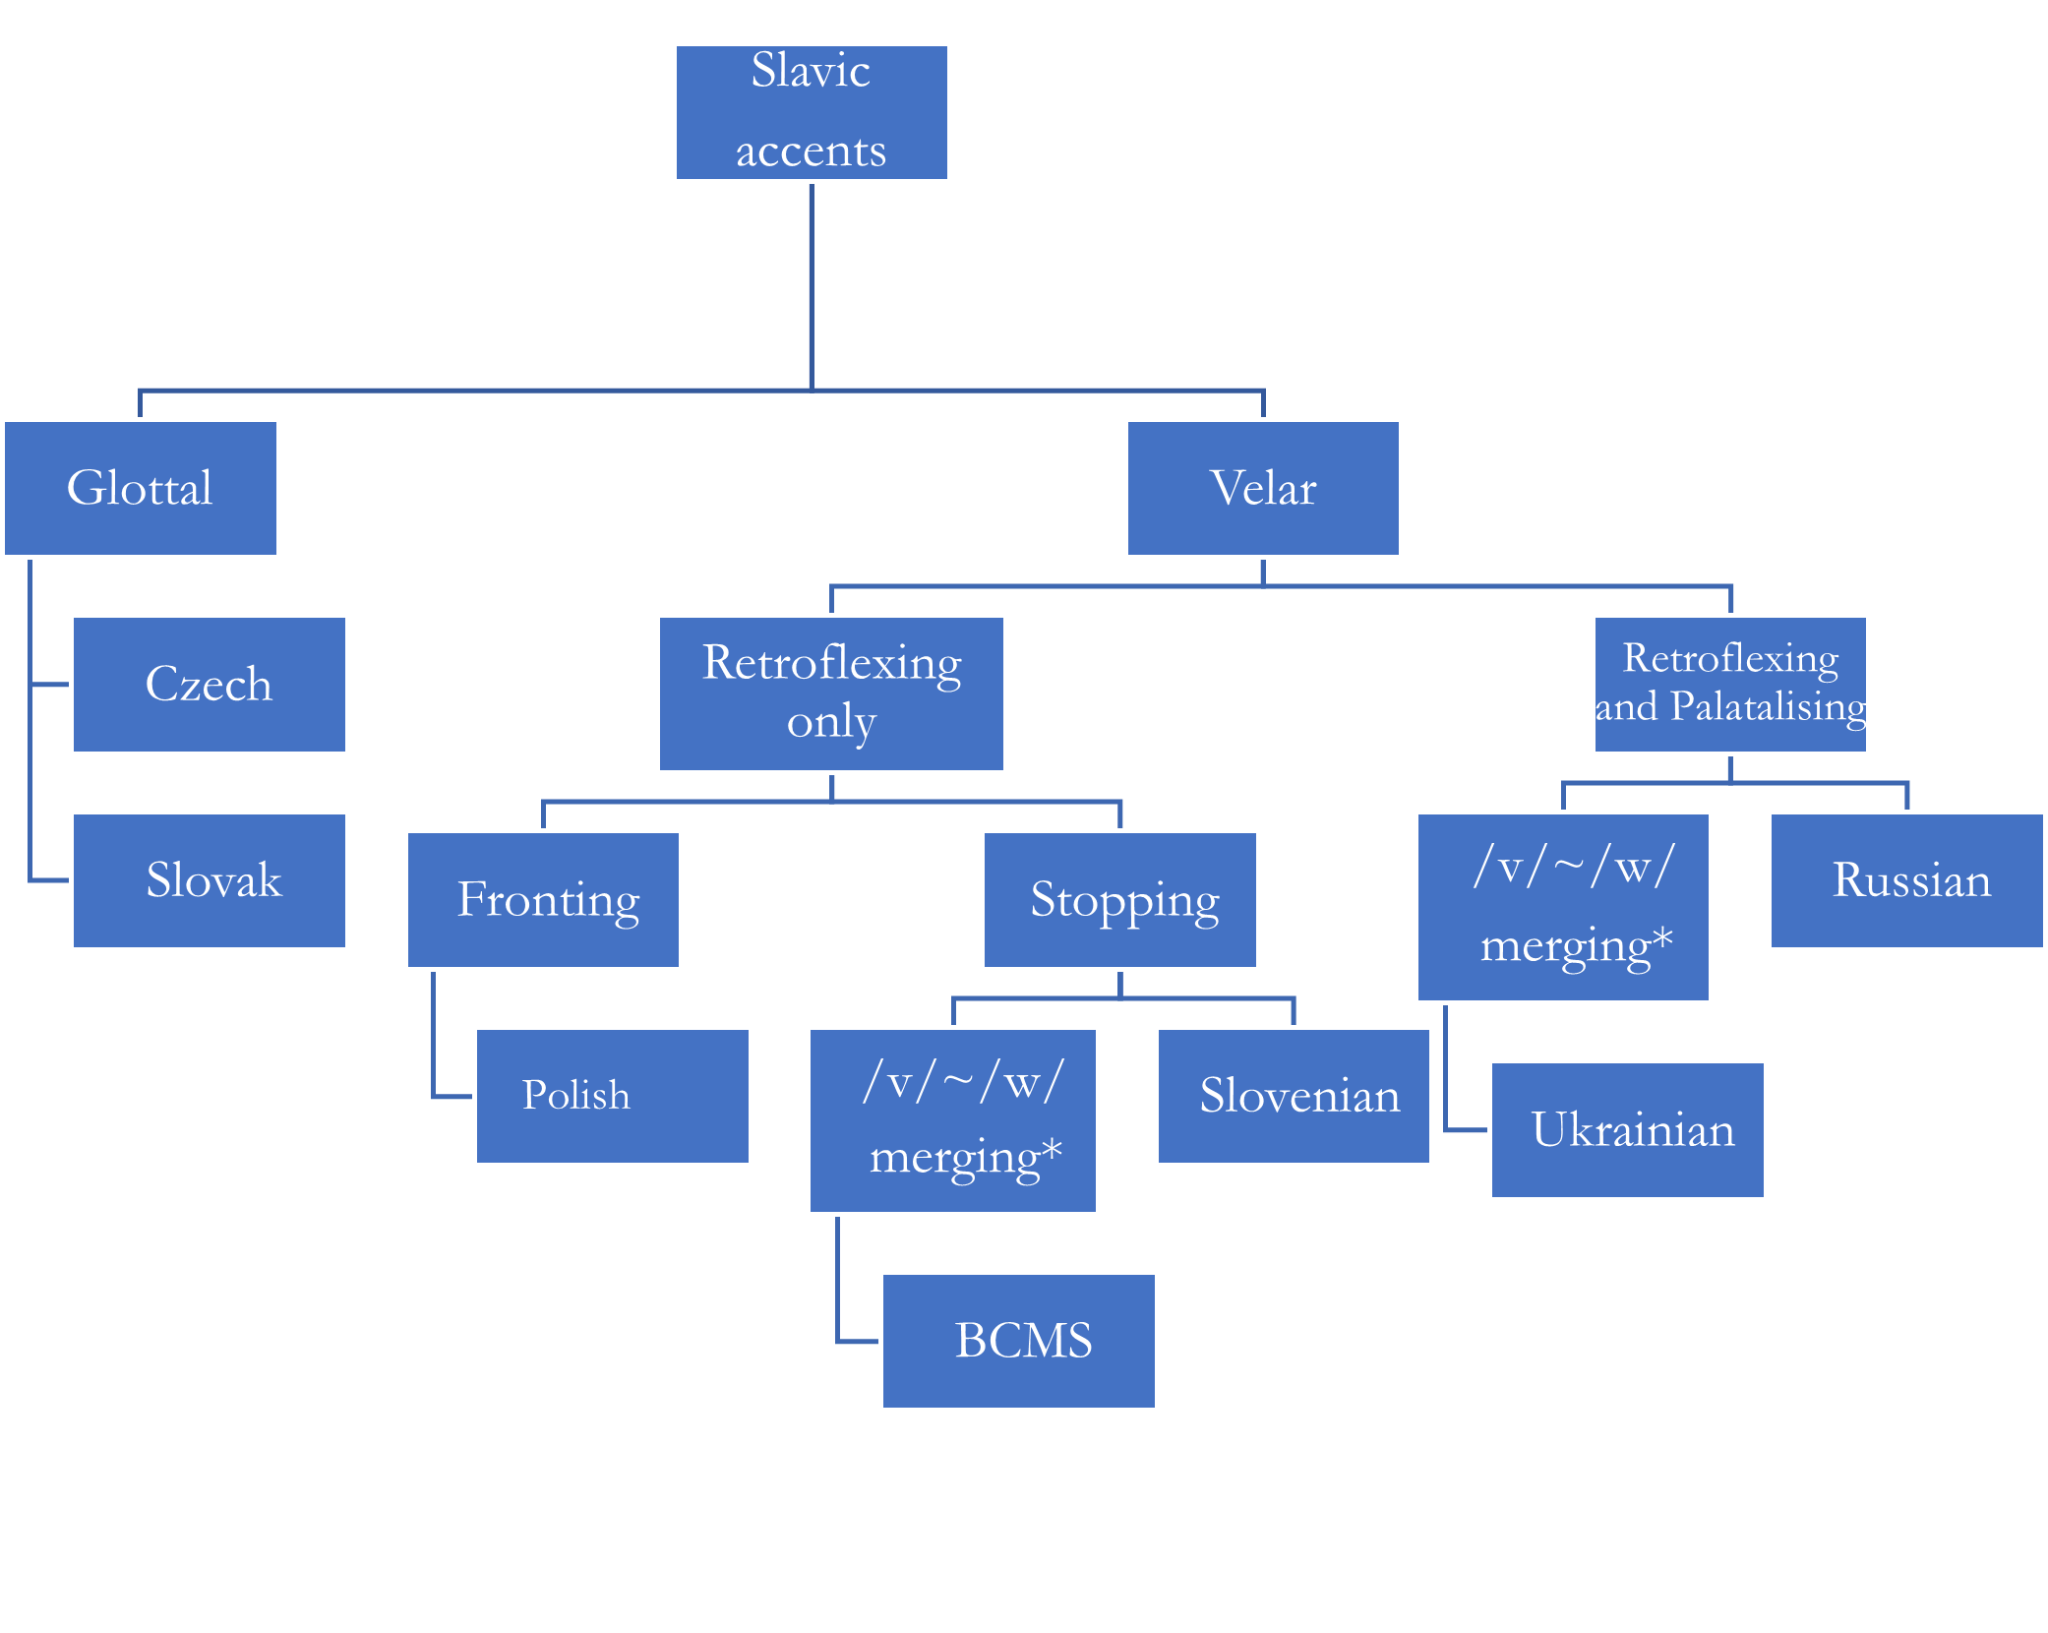 Slavic
accents
Glottal
Velar
Czech
Retroflexing
only
Retroflexing
and Palatalising
Slovak
Fronting
Stopping
/v/~/w/
merging*
Russian
Polish
/v/~/w/
merging*
Slovenian
Ukrainian
BCMS